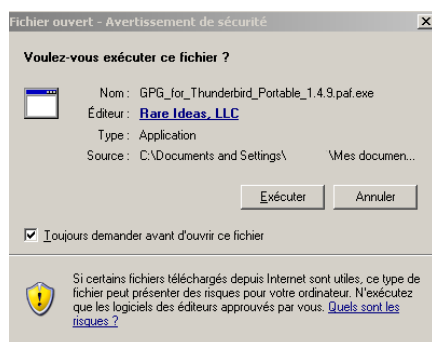 Fichier ouvert - Avertissement de sécurité
Voulez-vous exécuter ce fichier ?
Nom : GPG_for_Thunderbird_Portable_1.4.9.paf.exe
Éditeur : Rare Ideas, LLC
Type : Application
Source : C:\Documents and Settings\ \Mes documen...
Exécuter Annuler
Toujours demander avant d'ouvrir ce fichier
Si certains fichiers téléchargés depuis Internet sont utiles, ce type de
fichier peut présenter des risques pour votre ordinateur. N'exécutez
que les logiciels des éditeurs approuvés par vous. Quels sont les
risques ?